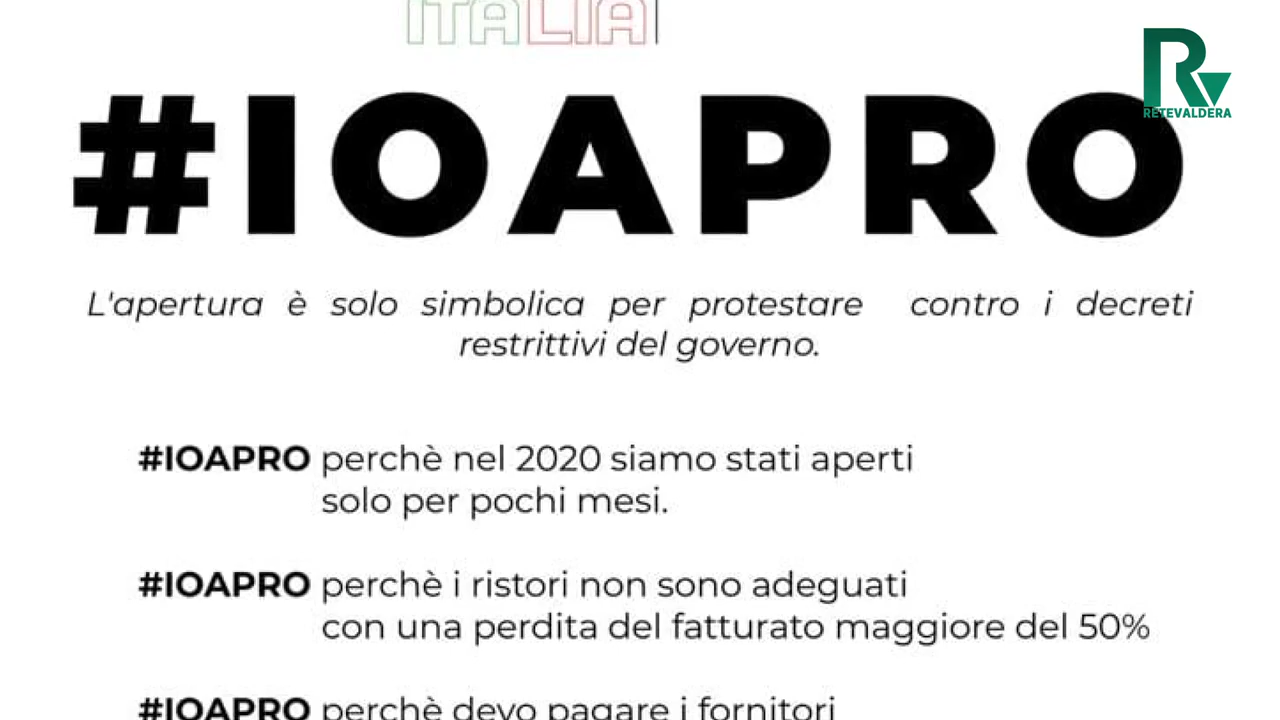 ITALIA
#IOAPRO
RETEVALDERA
L'apertura è solo simbolica per protestare contro i decreti
restrittivi del governo.
#IOAPRO perchè nel 2020 siamo stati aperti
solo per pochi mesi.
#IOAPRO perchè i ristori non sono adeguati
con una perdita del fatturato maggiore del 50%
#IOAPRO perchè devo pagare i fornitori